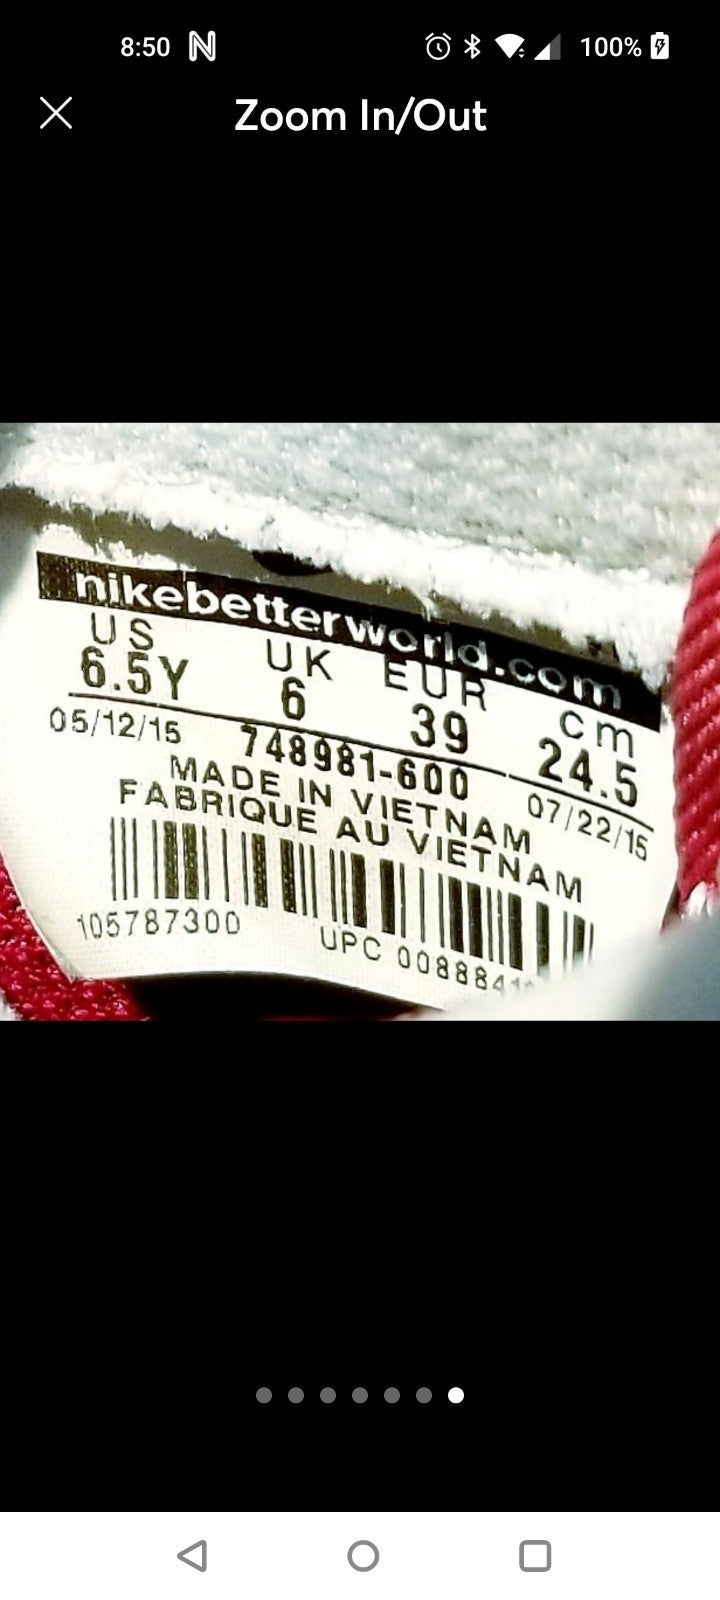 8:50 N 100%
Zoom In/Out
nikebetterworld.com
US UK EUR cm
6.5Y 6 39 24.5
05/12/15 748981-600 07/22/15
MADE IN VIETNAM
FABRIQUE AU VIETNAM
105787300 UPC 0088841